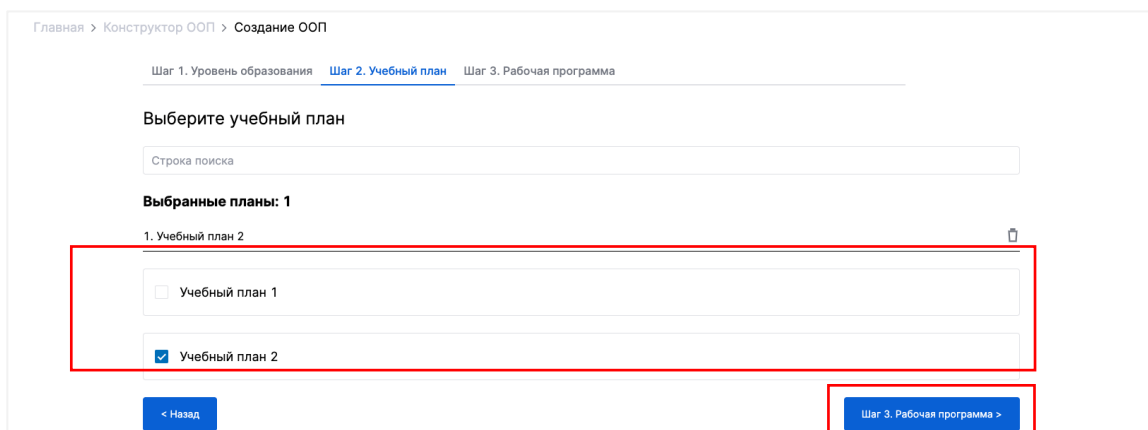 Главная > Конструктор ООП > Создание ООП
Шаг 1. Уровень образования Шаг 2. Учебный план Шаг 3. Рабочая программа
Выберите учебный план
Строка поиска
Выбранные планы: 1
1. Учебный план 2
Учебный план 1
Учебный план 2
< Назад Шаг 3. Рабочая программа >